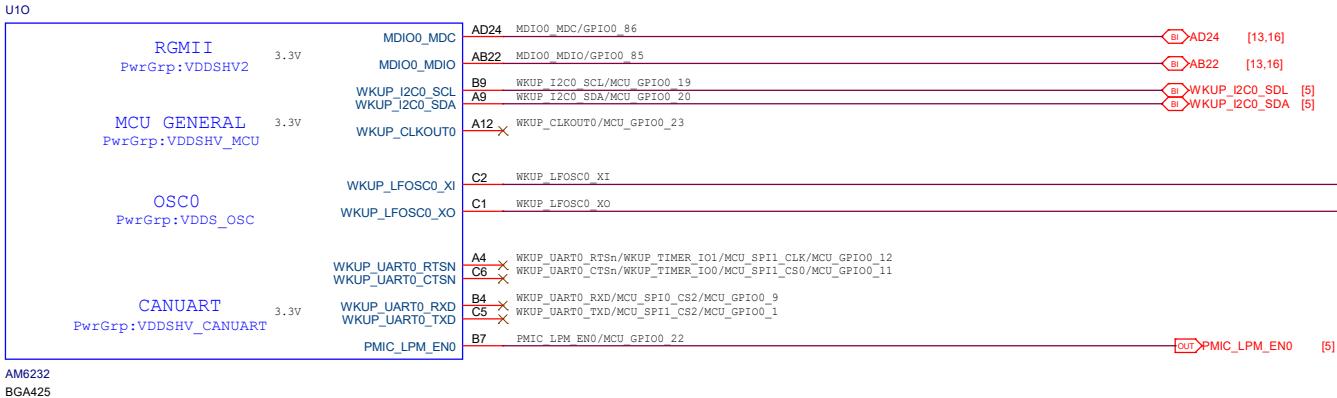 U1O
RGMII
PwrGrp:VDDSHV2
3.3V
MDIO0_MDC AD24 MDIO0_MDC/GPIO0_86 BI AD24 [13,16]
MDIO0_MDIO AB22 MDIO0_MDIO/GPIO0_85 BI AB22 [13,16]
WKUP_I2C0_SCL B9 WKUP_I2C0_SCL/MCU_GPIO0_19 BI WKUP_I2C0_SDL [5]
WKUP_I2C0_SDA A9 WKUP_I2C0_SDA/MCU_GPIO0_20 BI WKUP_I2C0_SDA [5]
MCU GENERAL
PwrGrp:VDDSHV_MCU
3.3V
WKUP_CLKOUT0 A12 WKUP_CLKOUT0/MCU_GPIO0_23
OSC0
PwrGrp:VDDS_OSC
WKUP_LFOSC0_XI C2 WKUP_LFOSC0_XI
WKUP_LFOSC0_XO C1 WKUP_LFOSC0_XO
WKUP_UART0_RTSN A4 WKUP_UART0_RTSn/WKUP_TIMER_IO1/MCU_SPI1_CLK/MCU_GPIO0_12
WKUP_UART0_CTSN C6 WKUP_UART0_CTSn/WKUP_TIMER_IO0/MCU_SPI1_CS0/MCU_GPIO0_11
CANUART
PwrGrp:VDDSHV_CANUART
3.3V
WKUP_UART0_RXD B4 WKUP_UART0_RXD/MCU_SPI0_CS2/MCU_GPIO0_9
WKUP_UART0_TXD C5 WKUP_UART0_TXD/MCU_SPI1_CS2/MCU_GPIO0_1
PMIC_LPM_EN0 B7 PMIC_LPM_EN0/MCU_GPIO0_22 OUT PMIC_LPM_EN0 [5]
AM6232
BGA425